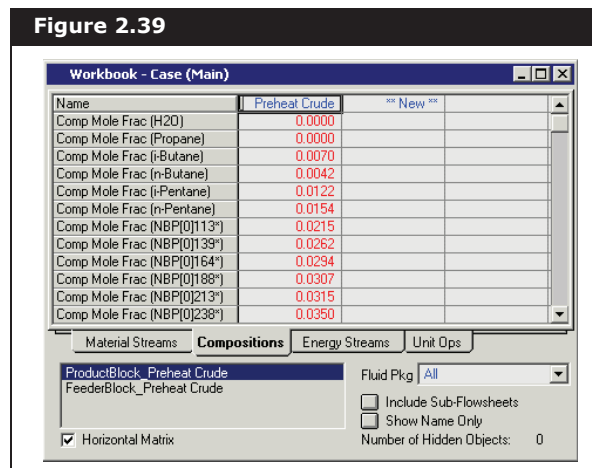 Figure 2.39
Workbook - Case (Main)
Name Preheat Crude ** New **
Comp Mole Frac (H2O) 0.0000
Comp Mole Frac (Propane) 0.0000
Comp Mole Frac (i-Butane) 0.0070
Comp Mole Frac (n-Butane) 0.0042
Comp Mole Frac (i-Pentane) 0.0122
Comp Mole Frac (n-Pentane) 0.0154
Comp Mole Frac (NBP[0]113*) 0.0215
Comp Mole Frac (NBP[0]139*) 0.0262
Comp Mole Frac (NBP[0]164*) 0.0294
Comp Mole Frac (NBP[0]188*) 0.0307
Comp Mole Frac (NBP[0]213*) 0.0315
Comp Mole Frac (NBP[0]238*) 0.0350
Material Streams Compositions Energy Streams Unit Ops
ProductBlock_Preheat Crude
FeederBlock_Preheat Crude
Fluid Pkg All
Include Sub-Flowsheets
Show Name Only
Horizontal Matrix
Number of Hidden Objects: 0